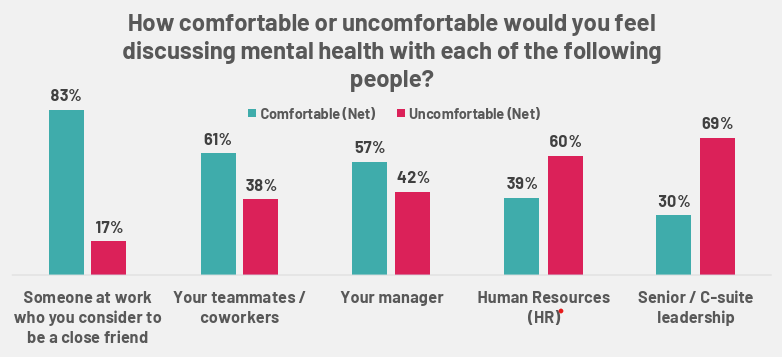 How comfortable or uncomfortable would you feel
discussing mental health with each of the following
people?
Comfortable (Net) Uncomfortable (Net)
83%
17%
61%
38%
57%
42%
39%
60%
30%
69%
Someone at work
who you consider to
be a close friend
Your teammates /
coworkers
Your manager
Human Resources
(HR)
Senior / C-suite
leadership